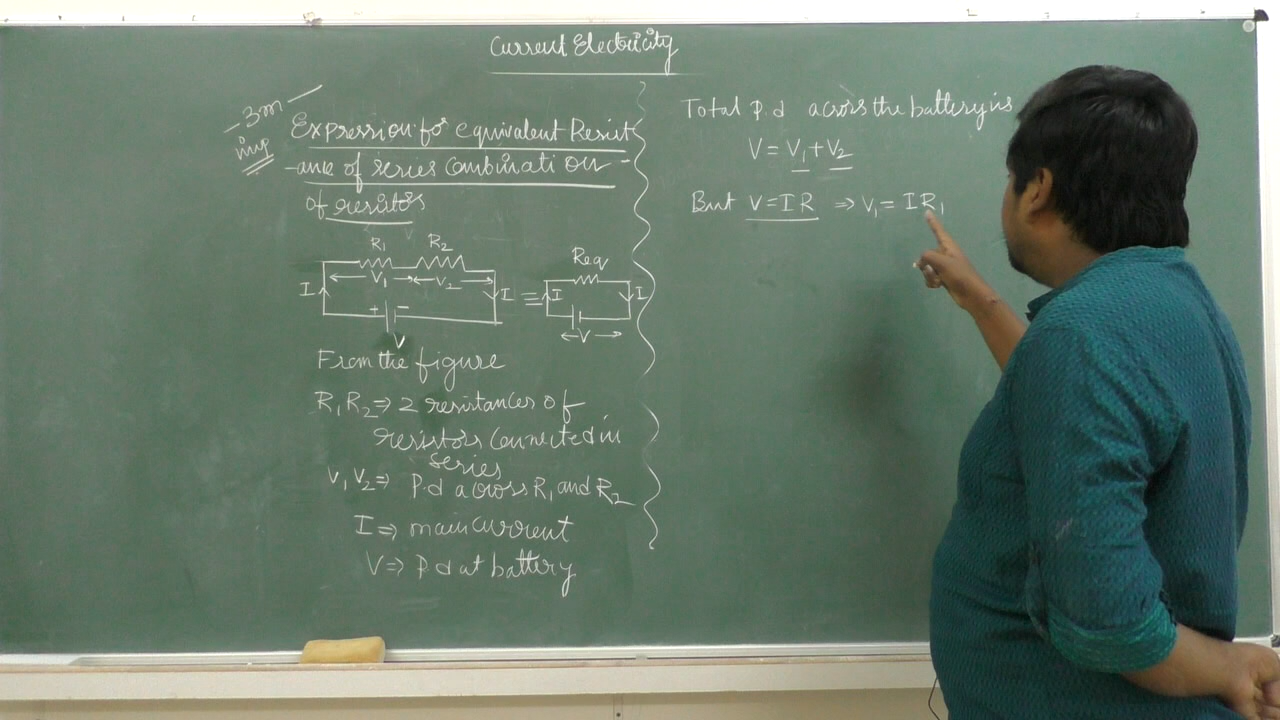 Current Electricity
- 3m -
imp
Expression for equivalent Resist
-ance of series Combination -
of resistors
R1 R2
V1 V2
I + - I
V
≡
Req
I I
V
From the figure
R1 R2 ⇒ 2 resistances of
resistors Connected in
series
V1 V2 ⇒ P.d across R1 and R2
I ⇒ main current
V ⇒ P d at battery
Total P.d across the battery is
V = V1 + V2
But V = IR ⇒ V1 = IR1